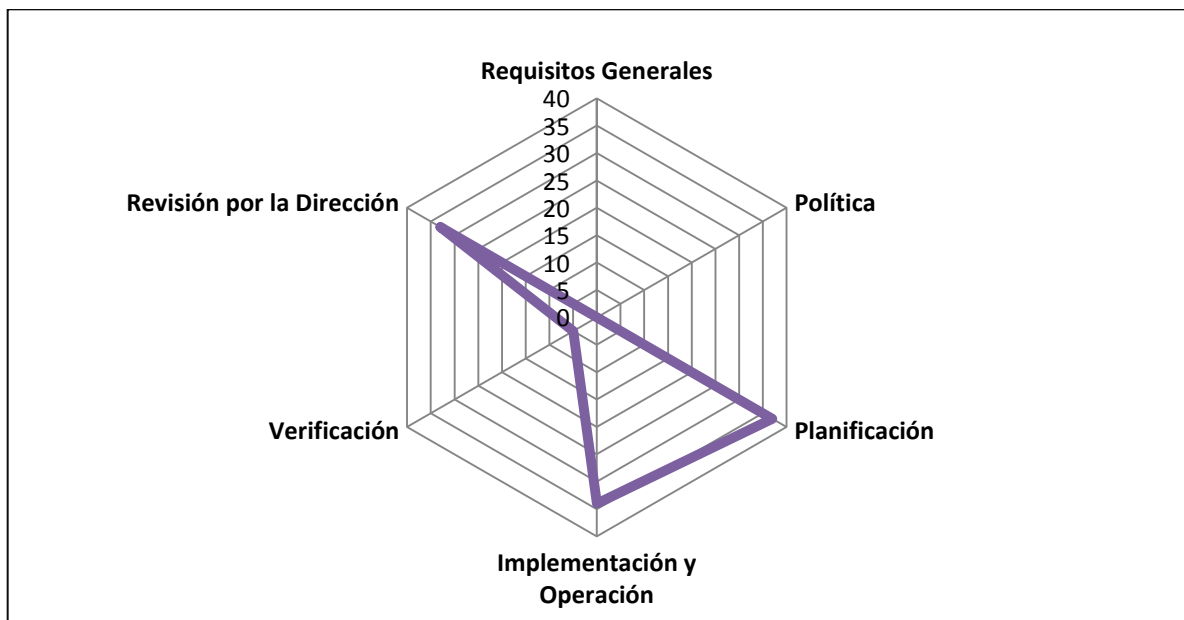 Requisitos Generales
40
35
30
25
20
15
10
5
0
Revisión por la Dirección
Política
Verificación
Planificación
Implementación y
Operación